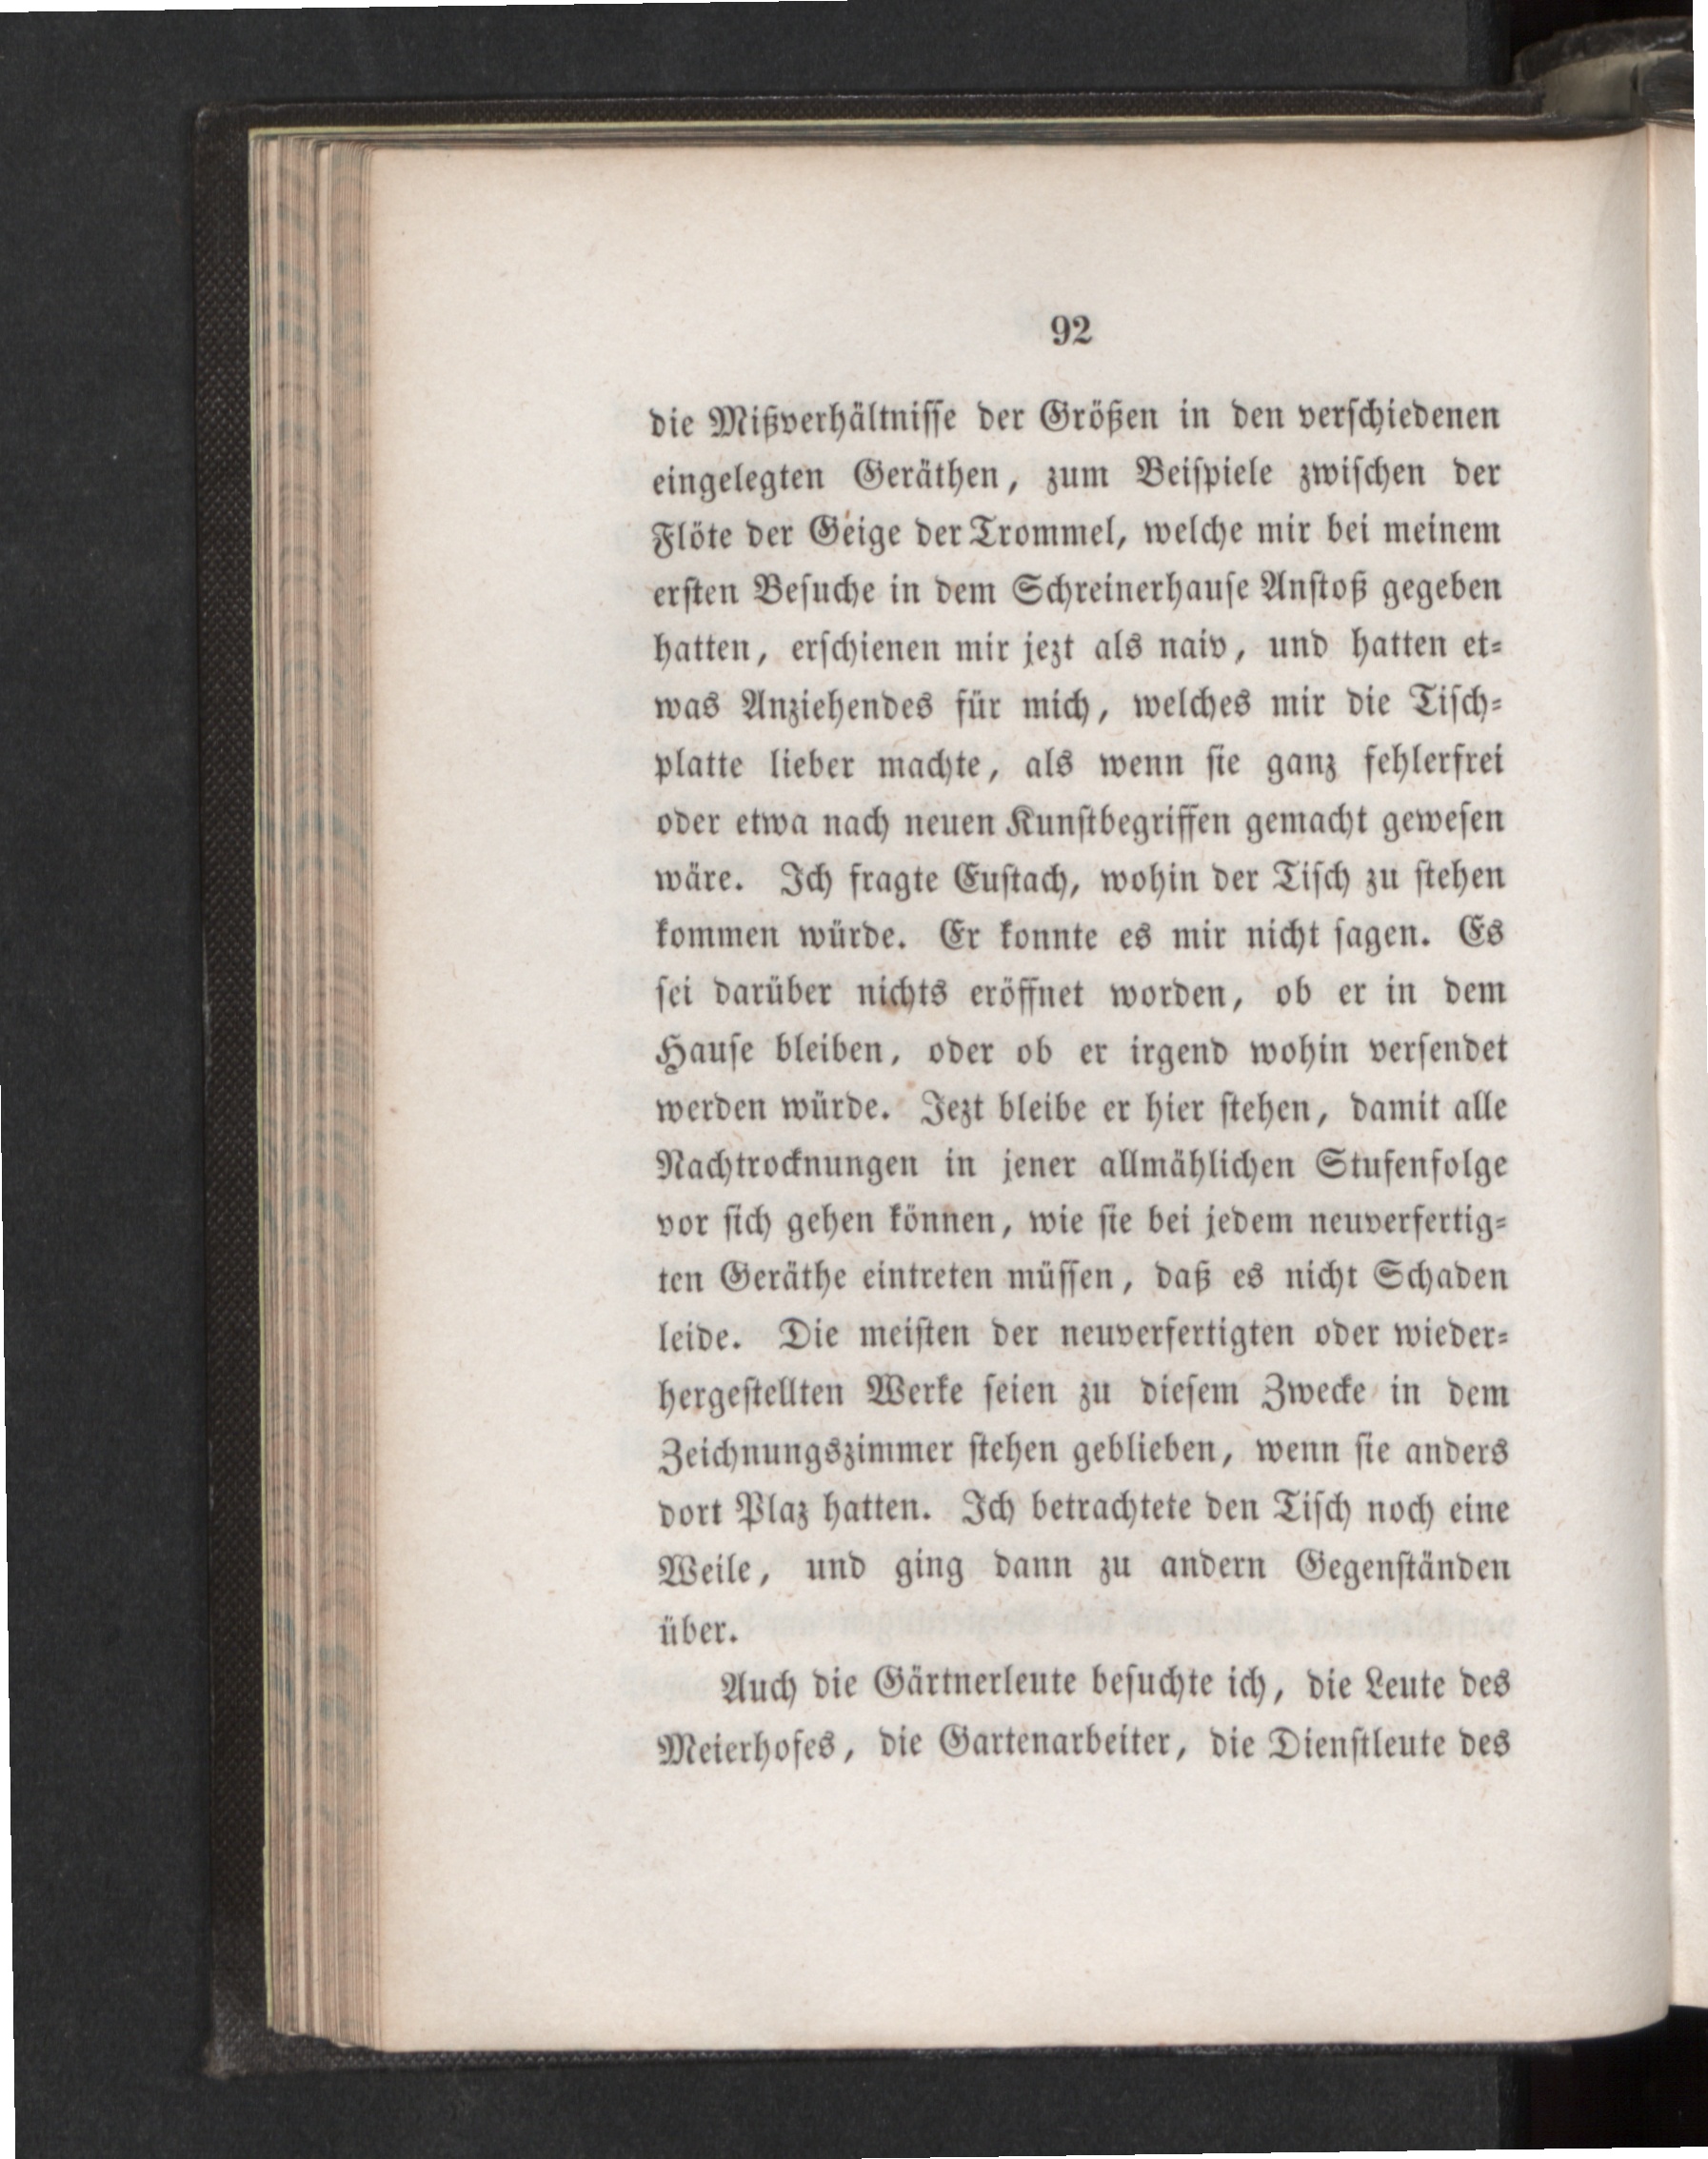 92
die Mißverhältniſſe der Größen in den verſchiedenen
eingelegten Geräthen, zum Beiſpiele zwiſchen der
Flöte der Geige der Trommel, welche mir bei meinem
erſten Beſuche in dem Schreinerhauſe Anſtoß gegeben
hatten, erſchienen mir jezt als naiv, und hatten et-
was Anziehendes für mich, welches mir die Tiſch-
platte lieber machte, als wenn ſie ganz fehlerfrei
oder etwa nach neuen Kunſtbegriffen gemacht geweſen
wäre. Ich fragte Euſtach, wohin der Tiſch zu ſtehen
kommen würde. Er konnte es mir nicht ſagen. Es
ſei darüber nichts eröffnet worden, ob er in dem
Hauſe bleiben, oder ob er irgend wohin verſendet
werden würde. Jezt bleibe er hier ſtehen, damit alle
Nachtrocknungen in jener allmählichen Stufenfolge
vor ſich gehen können, wie ſie bei jedem neuverfertig-
ten Geräthe eintreten müſſen, daß es nicht Schaden
leide. Die meiſten der neuverfertigten oder wieder-
hergeſtellten Werke ſeien zu dieſem Zwecke in dem
Zeichnungszimmer ſtehen geblieben, wenn ſie anders
dort Plaz hatten. Ich betrachtete den Tiſch noch eine
Weile, und ging dann zu andern Gegenſtänden
über.
Auch die Gärtnerleute beſuchte ich, die Leute des
Meierhofes, die Gartenarbeiter, die Dienſtleute des